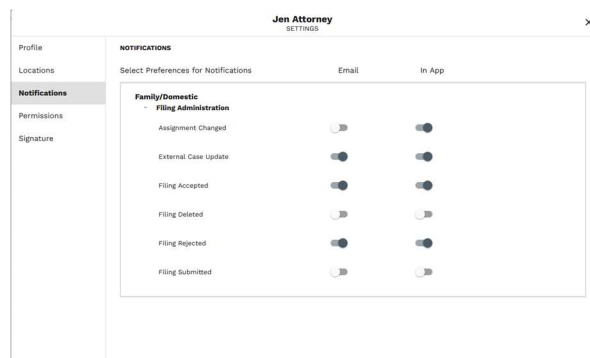 Jen Attorney
SETTINGS
Profile
Locations
Notifications
Permissions
Signature
NOTIFICATIONS
Select Preferences for Notifications Email In App
Family/Domestic
- Filing Administration
Assignment Changed
External Case Update
Filing Accepted
Filing Deleted
Filing Rejected
Filing Submitted